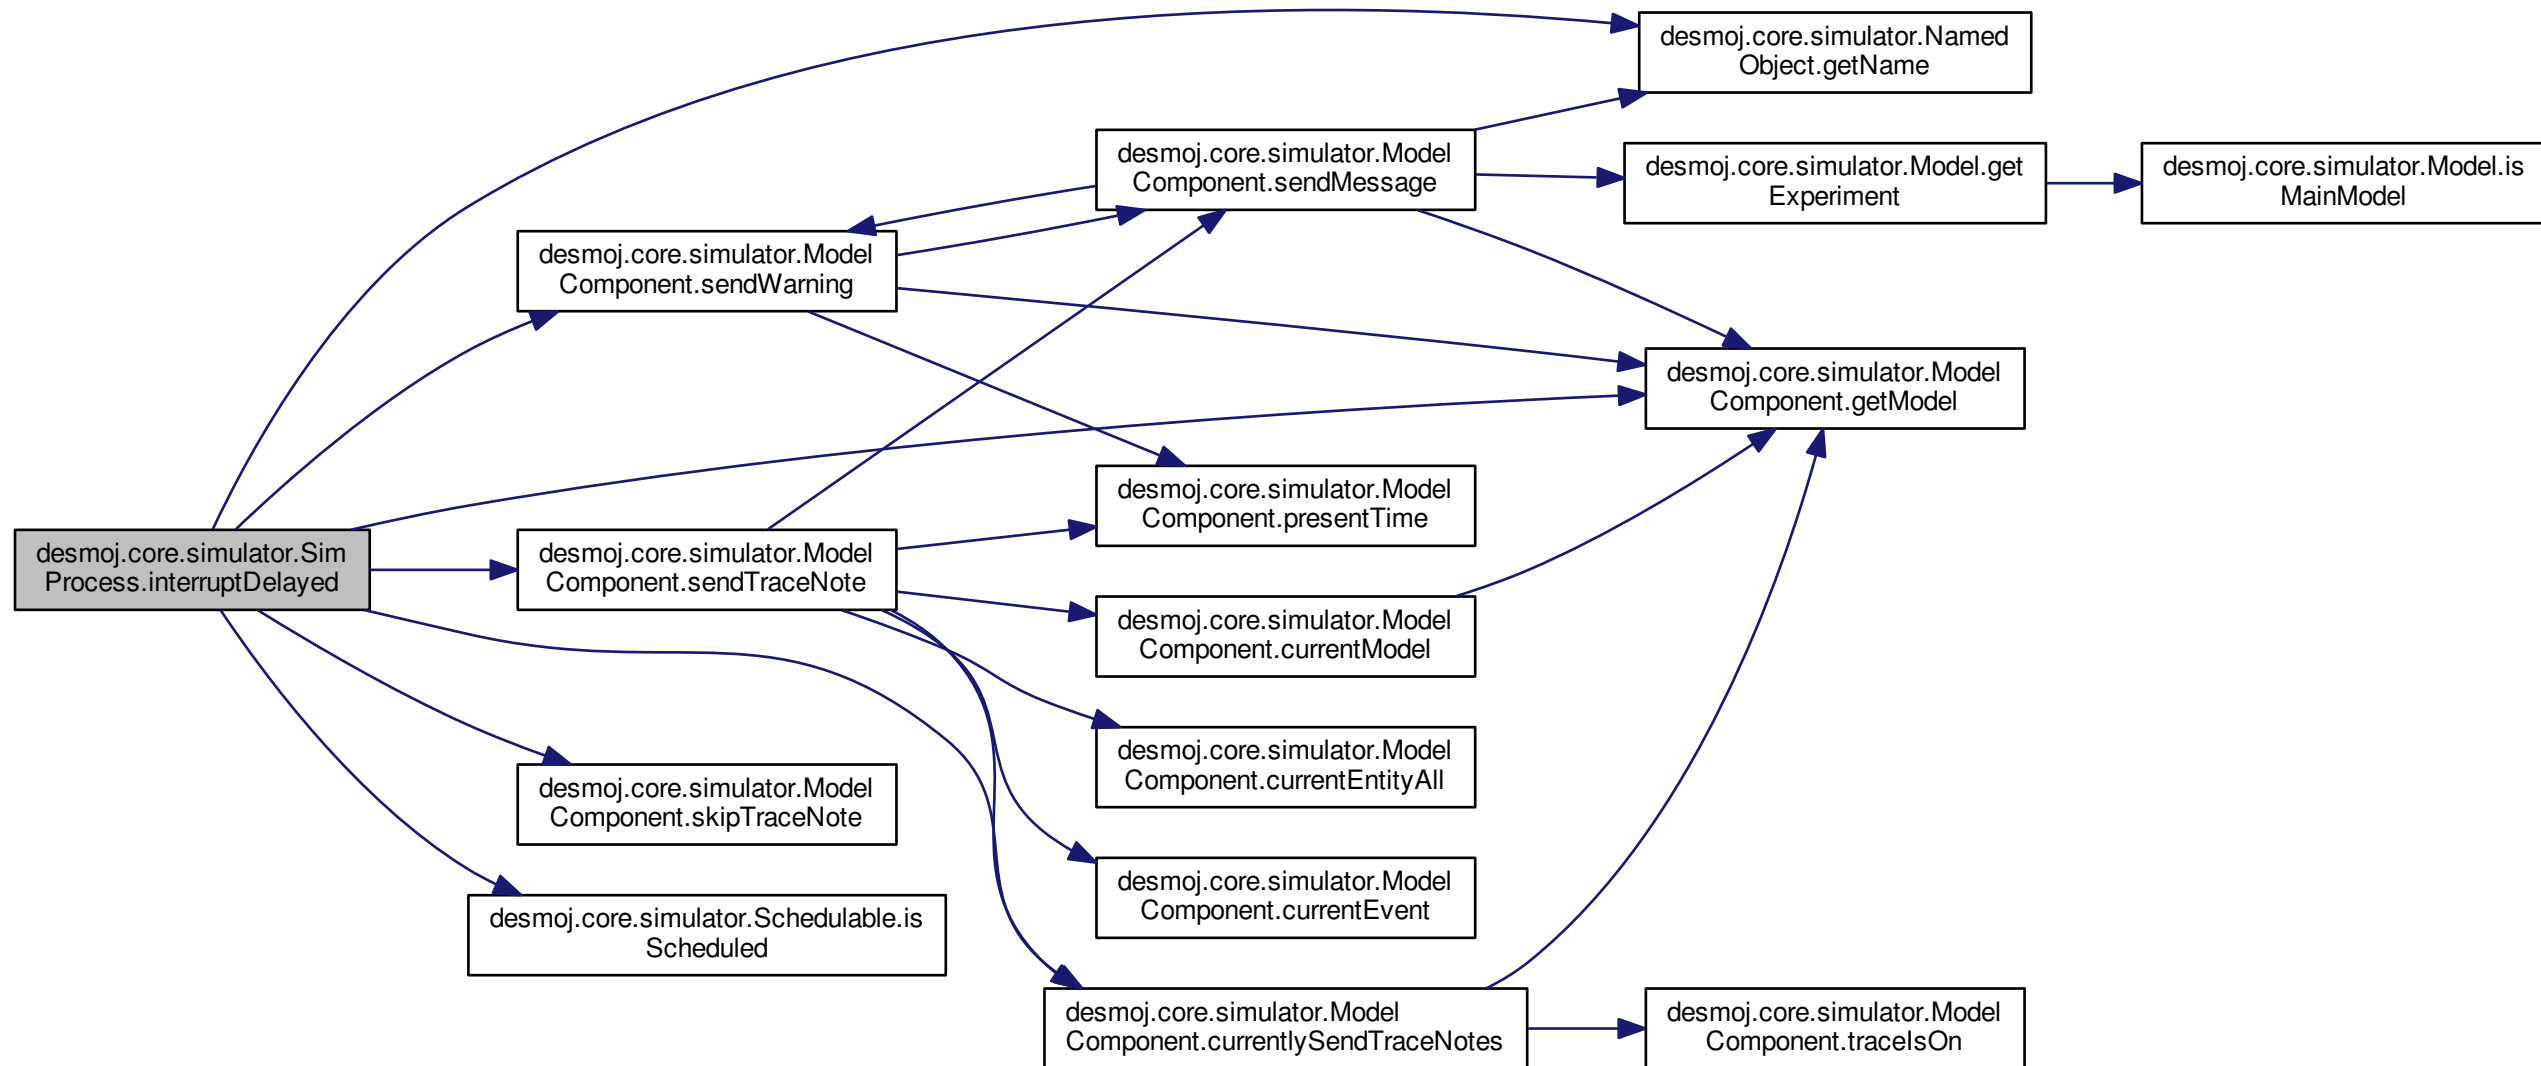 desmoj.core.simulator.Named
Object.getName
desmoj.core.simulator.Model
Component.sendMessage
desmoj.core.simulator.Model.get
Experiment
desmoj.core.simulator.Model.is
MainModel
desmoj.core.simulator.Model
Component.sendWarning
desmoj.core.simulator.Model
Component.getModel
desmoj.core.simulator.Model
Component.presentTime
desmoj.core.simulator.Sim
Process.interruptDelayed
desmoj.core.simulator.Model
Component.sendTraceNote
desmoj.core.simulator.Model
Component.currentModel
desmoj.core.simulator.Model
Component.currentEntityAll
desmoj.core.simulator.Model
Component.skipTraceNote
desmoj.core.simulator.Model
Component.currentEvent
desmoj.core.simulator.Schedulable.is
Scheduled
desmoj.core.simulator.Model
Component.currentlySendTraceNotes
desmoj.core.simulator.Model
Component.traceIsOn